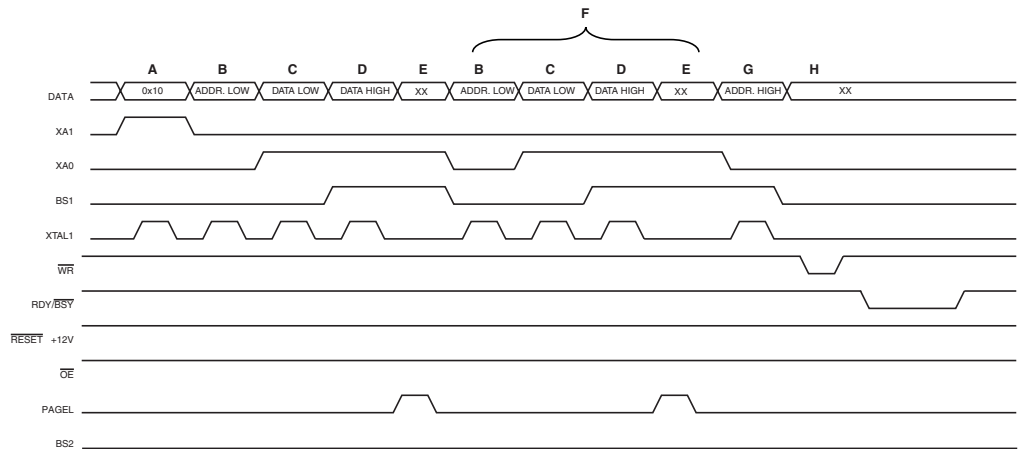 F
A B C D E B C D E G H
DATA 0x10 ADDR. LOW DATA LOW DATA HIGH XX ADDR. LOW DATA LOW DATA HIGH XX ADDR. HIGH XX
XA1
XA0
BS1
XTAL1
WR
RDY/BSY
RESET +12V
OE
PAGEL
BS2